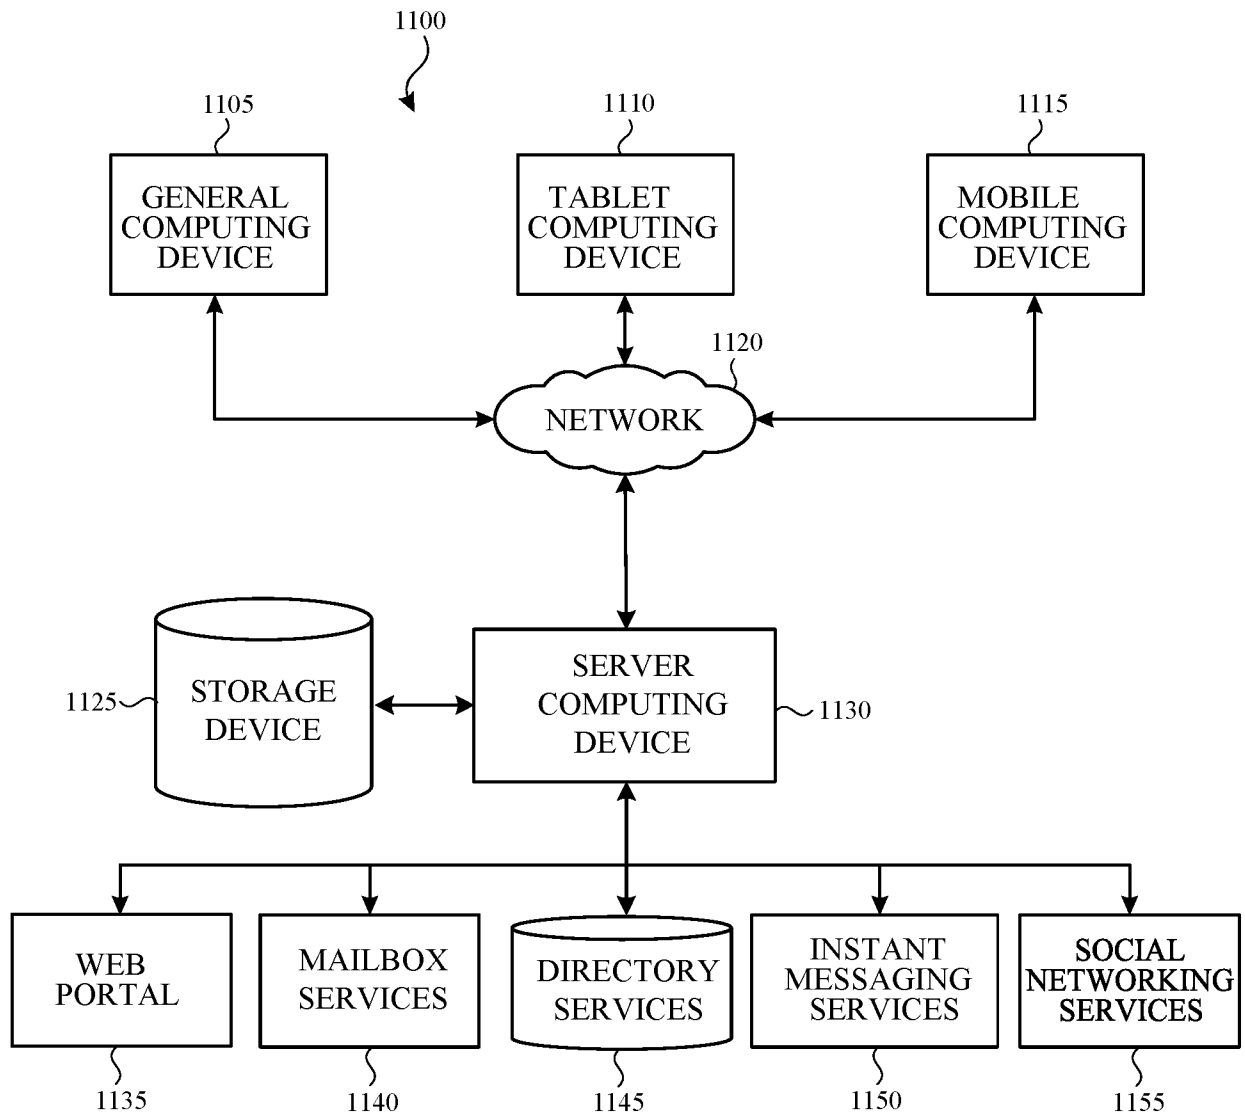 1100
1105
1110
1115
GENERAL
COMPUTING
DEVICE
TABLET
COMPUTING
DEVICE
MOBILE
COMPUTING
DEVICE
1120
NETWORK
1125
STORAGE
DEVICE
SERVER
COMPUTING
DEVICE
1130
WEB
PORTAL
MAILBOX
SERVICES
DIRECTORY
SERVICES
INSTANT
MESSAGING
SERVICES
SOCIAL
NETWORKING
SERVICES
1135
1140
1145
1150
1155